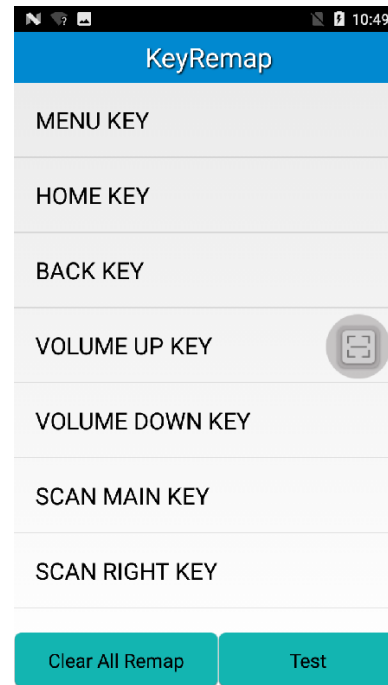 10:49
KeyRemap
MENU KEY
HOME KEY
BACK KEY
VOLUME UP KEY
VOLUME DOWN KEY
SCAN MAIN KEY
SCAN RIGHT KEY
Clear All Remap Test